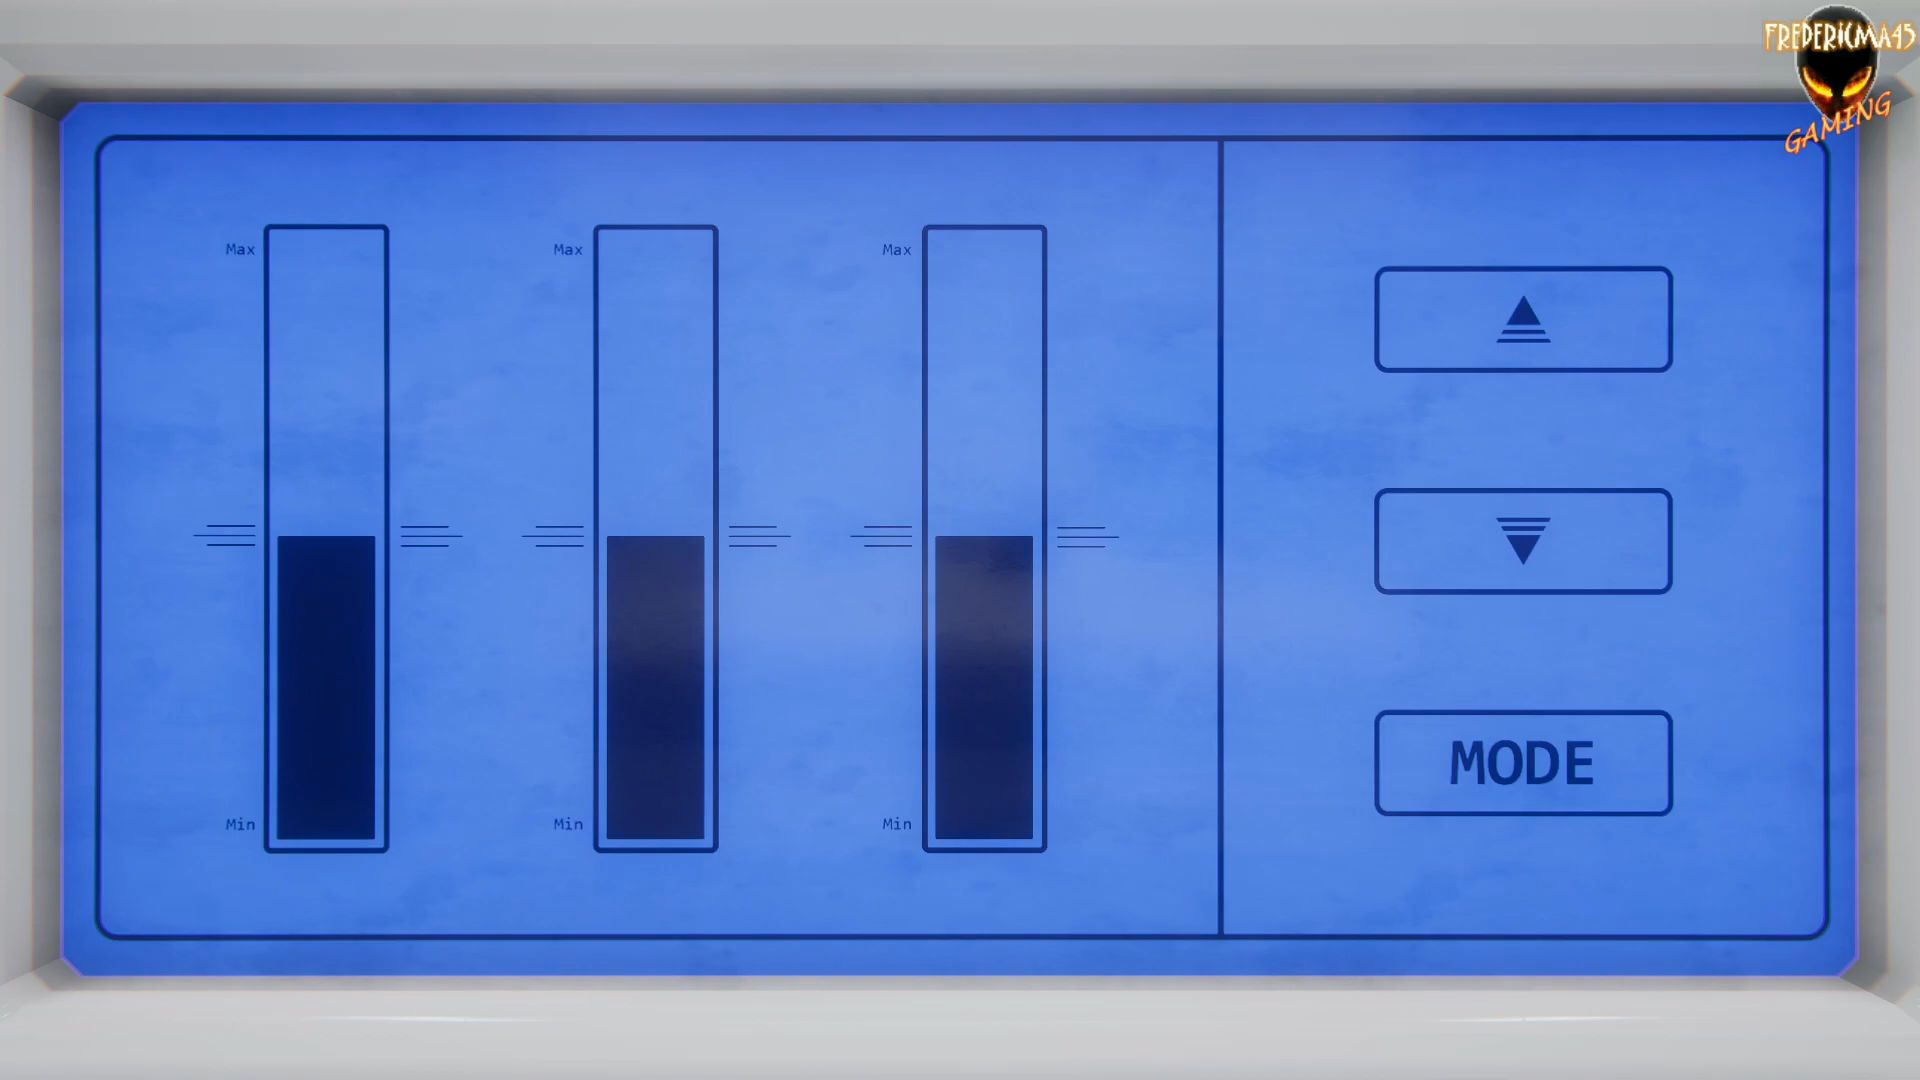 FREDERICMA45
GAMING
Max Max Max
Min Min Min
MODE